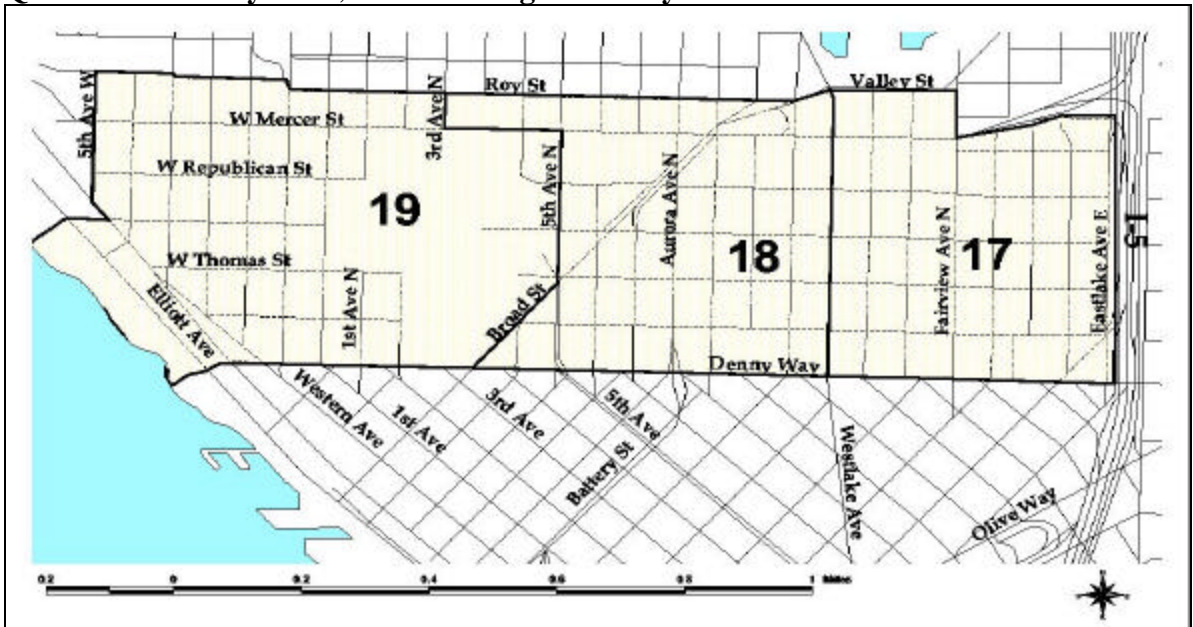 Roy St
Valley St
5th Ave W
3rd Ave N
W Mercer St
W Republican St
5th Ave N
Aurora Ave N
19
18
17
Fairview Ave N
Eastlake Ave E
I-5
W Thomas St
Elliott Ave
1st Ave N
Broad St
Denny Way
Western Ave
1st Ave
3rd Ave
5th Ave
Battery St
Westlake Ave
Olive Way
0.2 0 0.2 0.4 0.6 0.8 1 Miles